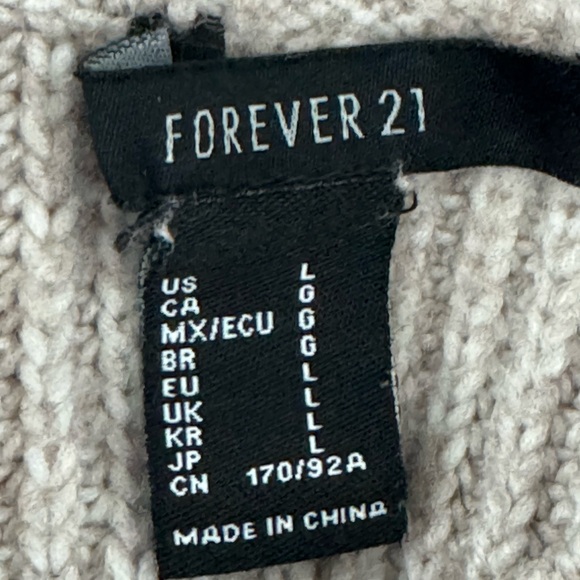 FOREVER 21
US L
CA G
MX/ECU G
BR G
EU L
UK L
KR L
JP L
CN 170/92A
MADE IN CHINA